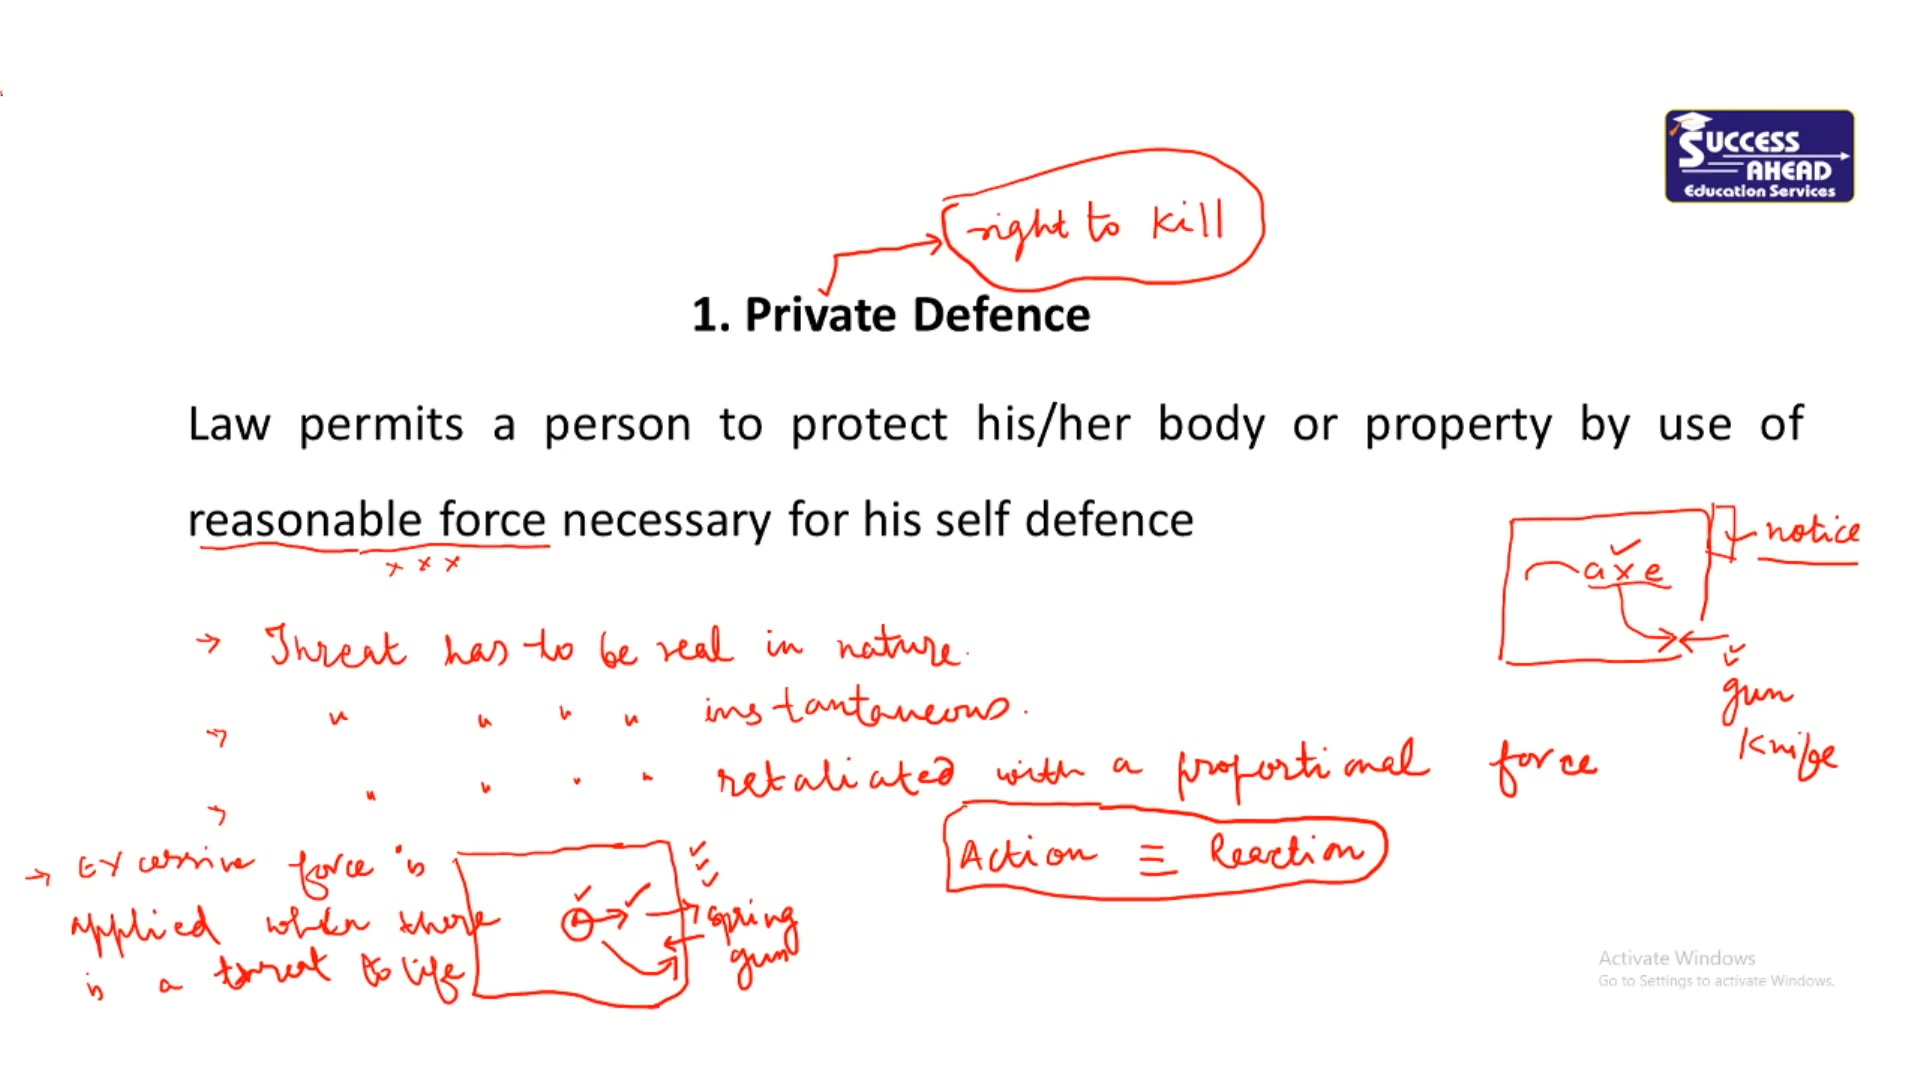 SUCCESS
AHEAD
Education Services
right to kill
1. Private Defence
Law permits a person to protect his/her body or property by use of
reasonable force necessary for his self defence
x x x
notice
axe
→ Threat has to be real in nature.
→ " " " " instantaneous.
gun
knife
→ " " " " retaliated with a proportional force
Action ≡ Reaction
→ Excessive force is
applied when there
is a threat to life
A
spring
gun
Activate Windows
Go to Settings to activate Windows.